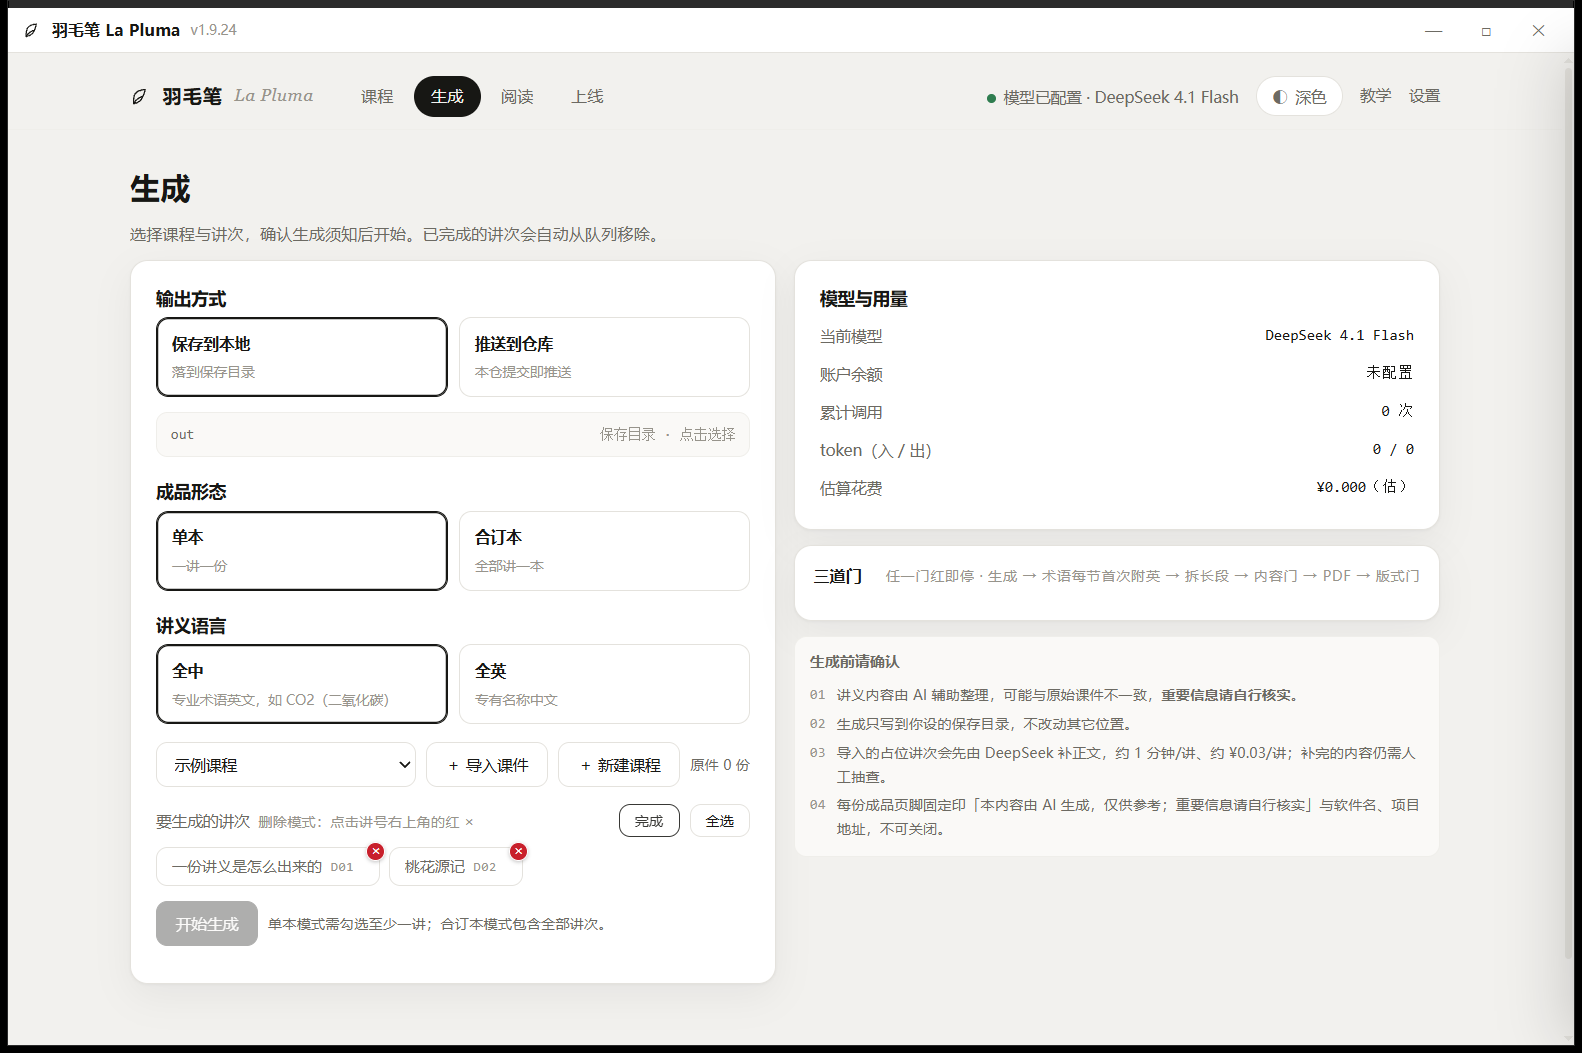 羽毛笔 La Pluma v1.9.24
羽毛笔 La Pluma 课程 生成 阅读 上线 模型已配置 · DeepSeek 4.1 Flash 深色 教学 设置
生成
选择课程与讲次，确认生成须知后开始。已完成的讲次会自动从队列移除。
输出方式
保存到本地
落到保存目录
推送到仓库
本仓提交即推送
out 保存目录 · 点击选择
成品形态
单本
一讲一份
合订本
全部讲一本
讲义语言
全中
专业术语英文，如 CO2（二氧化碳）
全英
专有名称中文
示例课程 + 导入课件 + 新建课程 原件 0 份
要生成的讲次 删除模式：点击讲号右上角的红 × 完成 全选
一份讲义是怎么出来的 D01 桃花源记 D02
开始生成 单本模式需勾选至少一讲；合订本模式包含全部讲次。
模型与用量
当前模型 DeepSeek 4.1 Flash
账户余额 未配置
累计调用 0 次
token（入 / 出） 0 / 0
估算花费 ¥0.000（估）
三道门 任一门红即停 · 生成 → 术语每节首次附英 → 拆长段 → 内容门 → PDF → 版式门
生成前请确认
01 讲义内容由 AI 辅助整理，可能与原始课件不一致，重要信息请自行核实。
02 生成只写到你设的保存目录，不改动其它位置。
03 导入的占位讲次会先由 DeepSeek 补正文，约 1 分钟/讲、约 ¥0.03/讲；补完的内容仍需人
工抽查。
04 每份成品页脚固定印「本内容由 AI 生成，仅供参考；重要信息请自行核实」与软件名、项目
地址，不可关闭。